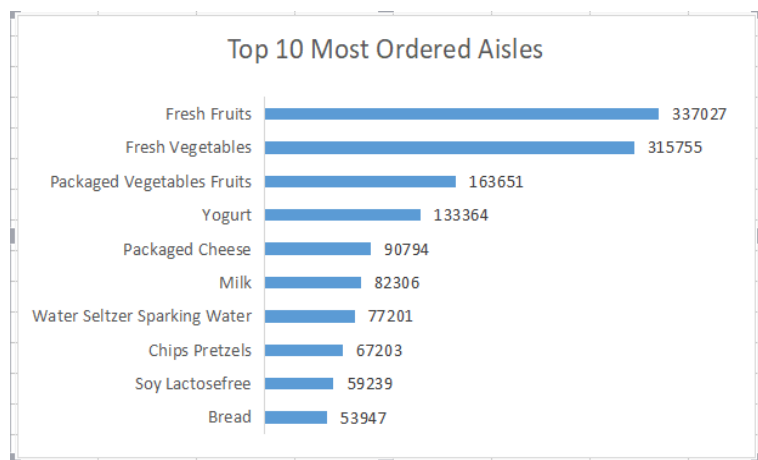 Top 10 Most Ordered Aisles
Fresh Fruits 337027
Fresh Vegetables 315755
Packaged Vegetables Fruits 163651
Yogurt 133364
Packaged Cheese 90794
Milk 82306
Water Seltzer Sparking Water 77201
Chips Pretzels 67203
Soy Lactosefree 59239
Bread 53947